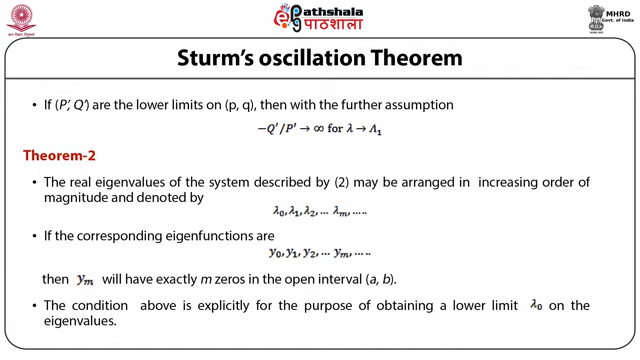 ePathshala
पाठशाला
MHRD
Govt. of India
Sturm's oscillation Theorem
• If (P', Q') are the lower limits on (p, q), then with the further assumption
−Q'/P' → ∞ for λ → Λ₁
Theorem-2
• The real eigenvalues of the system described by (2) may be arranged in increasing order of
magnitude and denoted by
λ₀, λ₁, λ₂, ... λₘ, .....
• If the corresponding eigenfunctions are
y₀, y₁, y₂, ... yₘ, .....
then yₘ will have exactly m zeros in the open interval (a, b).
• The condition above is explicitly for the purpose of obtaining a lower limit λ₀ on the
eigenvalues.